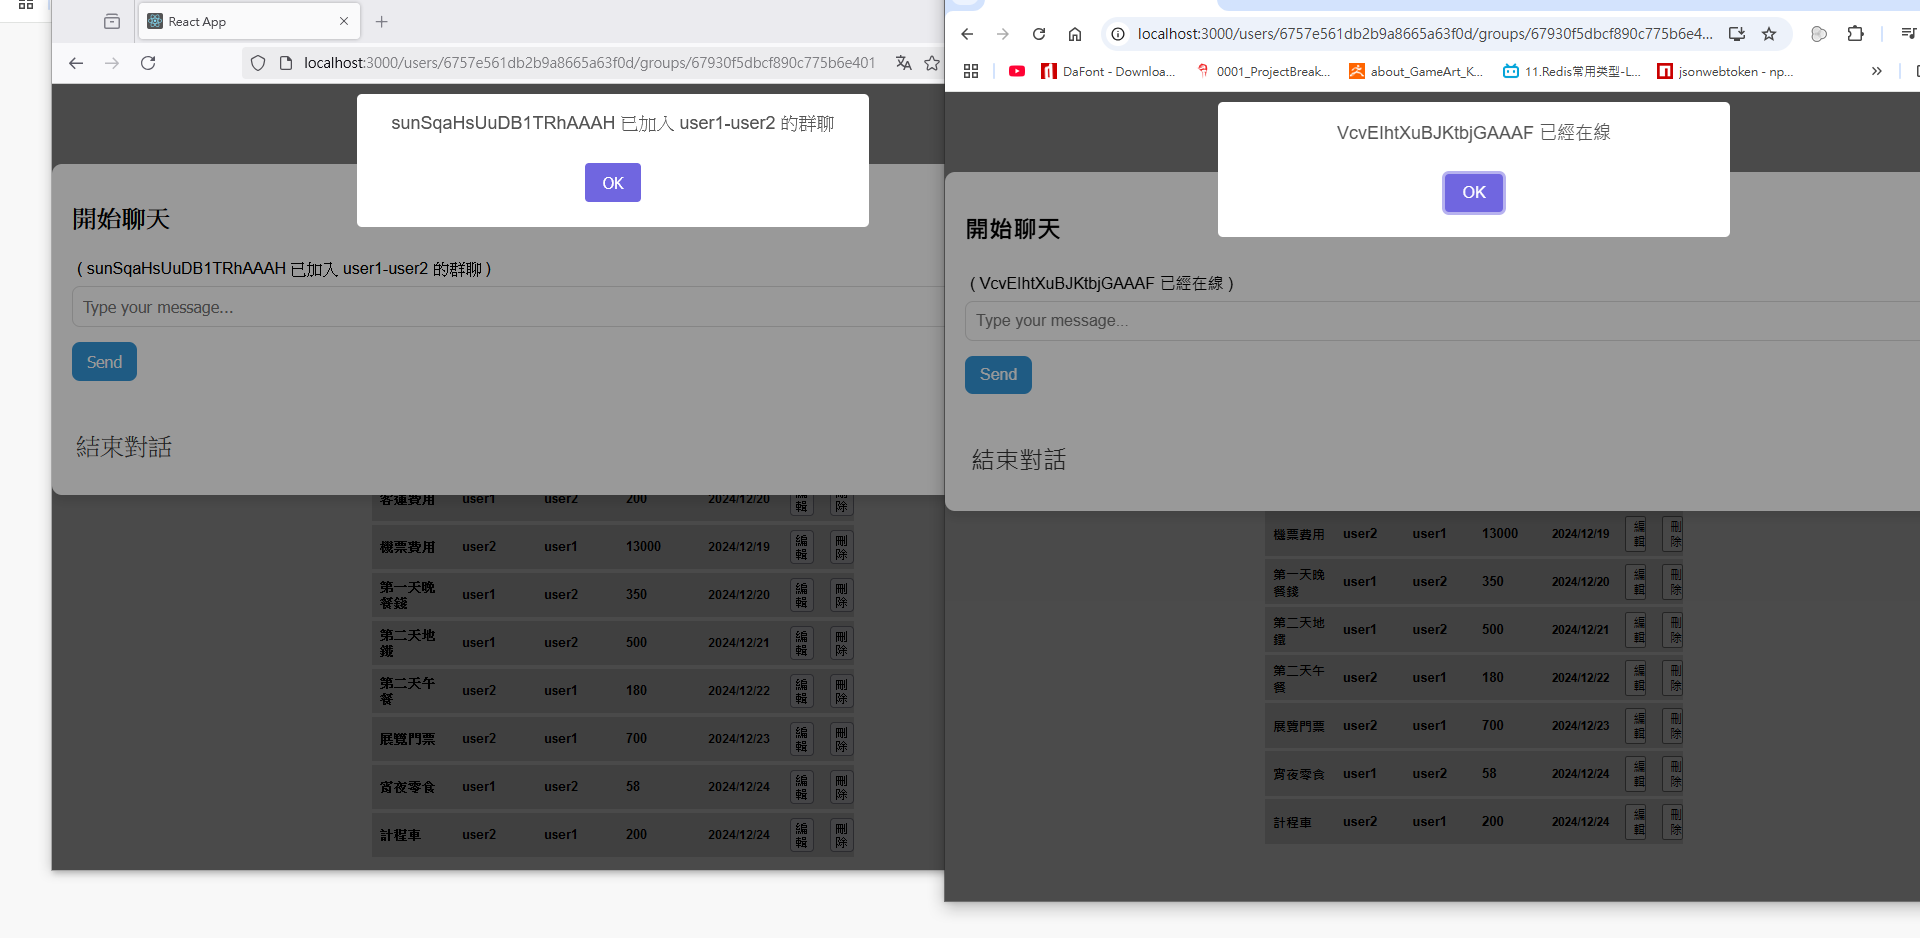 React App
localhost:3000/users/6757e561db2b9a8665a63f0d/groups/67930f5dbcf890c775b6e401
sunSqaHsUuDB1TRhAAAH 已加入 user1-user2 的群聊
OK
開始聊天
( sunSqaHsUuDB1TRhAAAH 已加入 user1-user2 的群聊 )
Type your message...
Send
結束對話
客運費用 user1 user2 200 2024/12/20 編輯 刪除
機票費用 user2 user1 13000 2024/12/19 編輯 刪除
第一天晚餐錢 user1 user2 350 2024/12/20 編輯 刪除
第二天地鐵 user1 user2 500 2024/12/21 編輯 刪除
第二天午餐 user2 user1 180 2024/12/22 編輯 刪除
展覽門票 user2 user1 700 2024/12/23 編輯 刪除
宵夜零食 user1 user2 58 2024/12/24 編輯 刪除
計程車 user2 user1 200 2024/12/24 編輯 刪除
localhost:3000/users/6757e561db2b9a8665a63f0d/groups/67930f5dbcf890c775b6e4...
DaFont - Downloa... 0001_ProjectBreak... about_GameArt_K... 11.Redis常用类型-L... jsonwebtoken - np...
VcvEIhtXuBJKtbjGAAAF 已經在線
OK
開始聊天
( VcvEIhtXuBJKtbjGAAAF 已經在線 )
Type your message...
Send
結束對話
機票費用 user2 user1 13000 2024/12/19 編輯 刪除
第一天晚餐錢 user1 user2 350 2024/12/20 編輯 刪除
第二天地鐵 user1 user2 500 2024/12/21 編輯 刪除
第二天午餐 user2 user1 180 2024/12/22 編輯 刪除
展覽門票 user2 user1 700 2024/12/23 編輯 刪除
宵夜零食 user1 user2 58 2024/12/24 編輯 刪除
計程車 user2 user1 200 2024/12/24 編輯 刪除